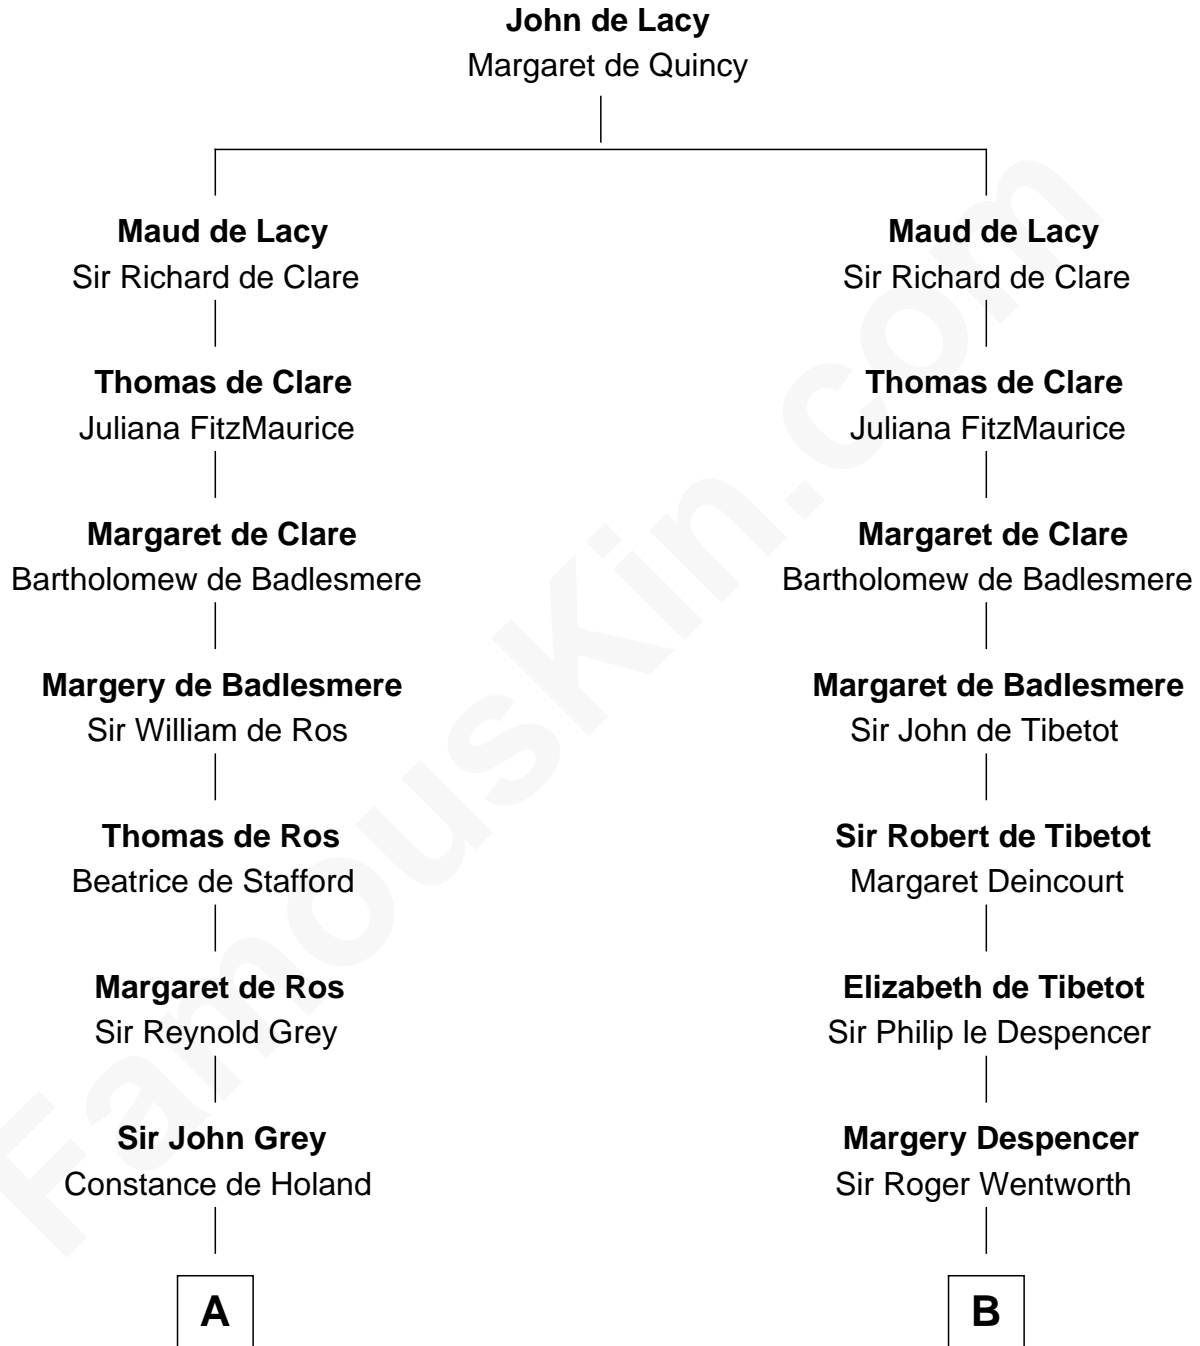 John de Lacy
Margaret de Quincy
Maud de Lacy
Sir Richard de Clare
Thomas de Clare
Juliana FitzMaurice
Margaret de Clare
Bartholomew de Badlesmere
Margery de Badlesmere
Sir William de Ros
Thomas de Ros
Beatrice de Stafford
Margaret de Ros
Sir Reynold Grey
Sir John Grey
Constance de Holand
A
Maud de Lacy
Sir Richard de Clare
Thomas de Clare
Juliana FitzMaurice
Margaret de Clare
Bartholomew de Badlesmere
Margaret de Badlesmere
Sir John de Tibetot
Sir Robert de Tibetot
Margaret Deincourt
Elizabeth de Tibetot
Sir Philip le Despencer
Margery Despencer
Sir Roger Wentworth
B
FamousKin.com